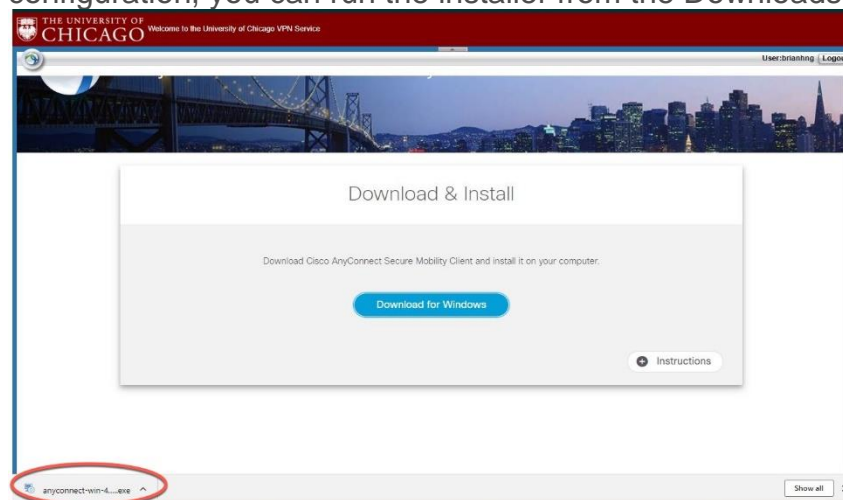 configuration, you can run the installer from the Downloads
THE UNIVERSITY OF
CHICAGO Welcome to the University of Chicago VPN Service
User:brianhng Logou
Download & Install
Download Cisco AnyConnect Secure Mobility Client and install it on your computer.
Download for Windows
Instructions
anyconnect-win-4....exe
Show all